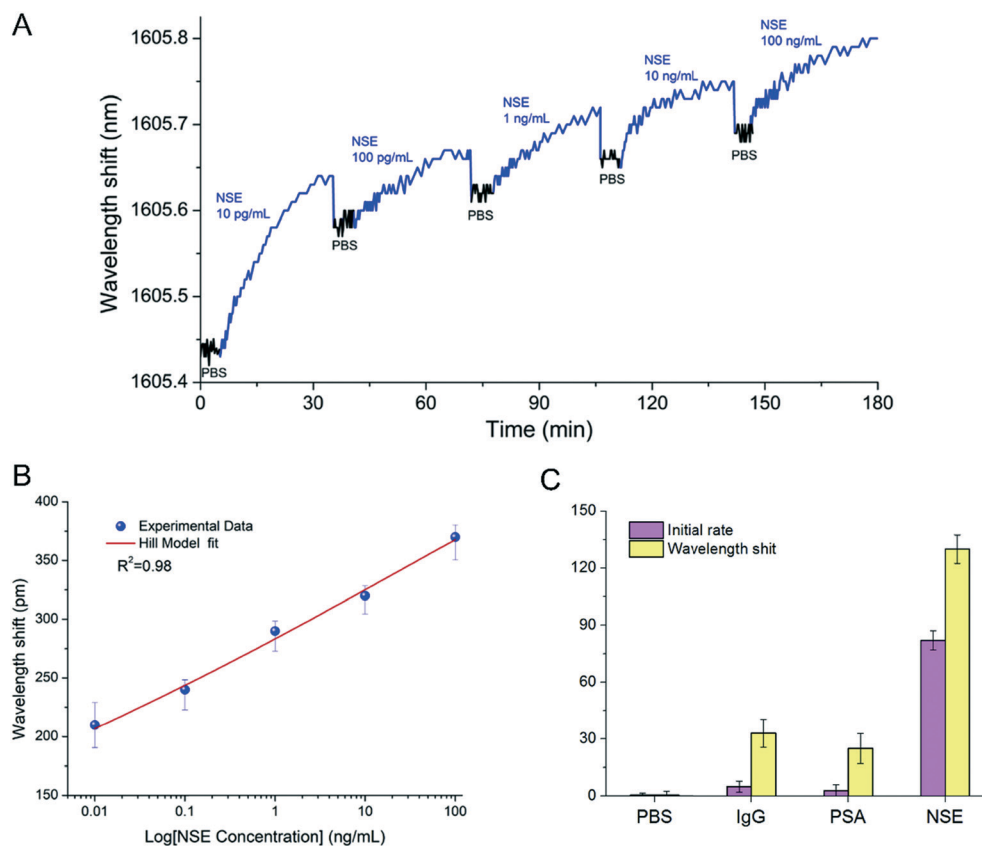 A
Wavelength shift (nm)
1605.8
1605.7
1605.6
1605.5
1605.4
NSE
10 pg/mL
NSE
100 pg/mL
NSE
1 ng/mL
NSE
10 ng/mL
NSE
100 ng/mL
PBS
PBS
PBS
PBS
PBS
0 30 60 90 120 150 180
Time (min)
B
Wavelength shift (pm)
400
350
300
250
200
150
Experimental Data
Hill Model fit
R²=0.98
0.01 0.1 1 10 100
Log[NSE Concentration] (ng/mL)
C
150
120
90
60
30
0
Initial rate
Wavelength shit
PBS IgG PSA NSE